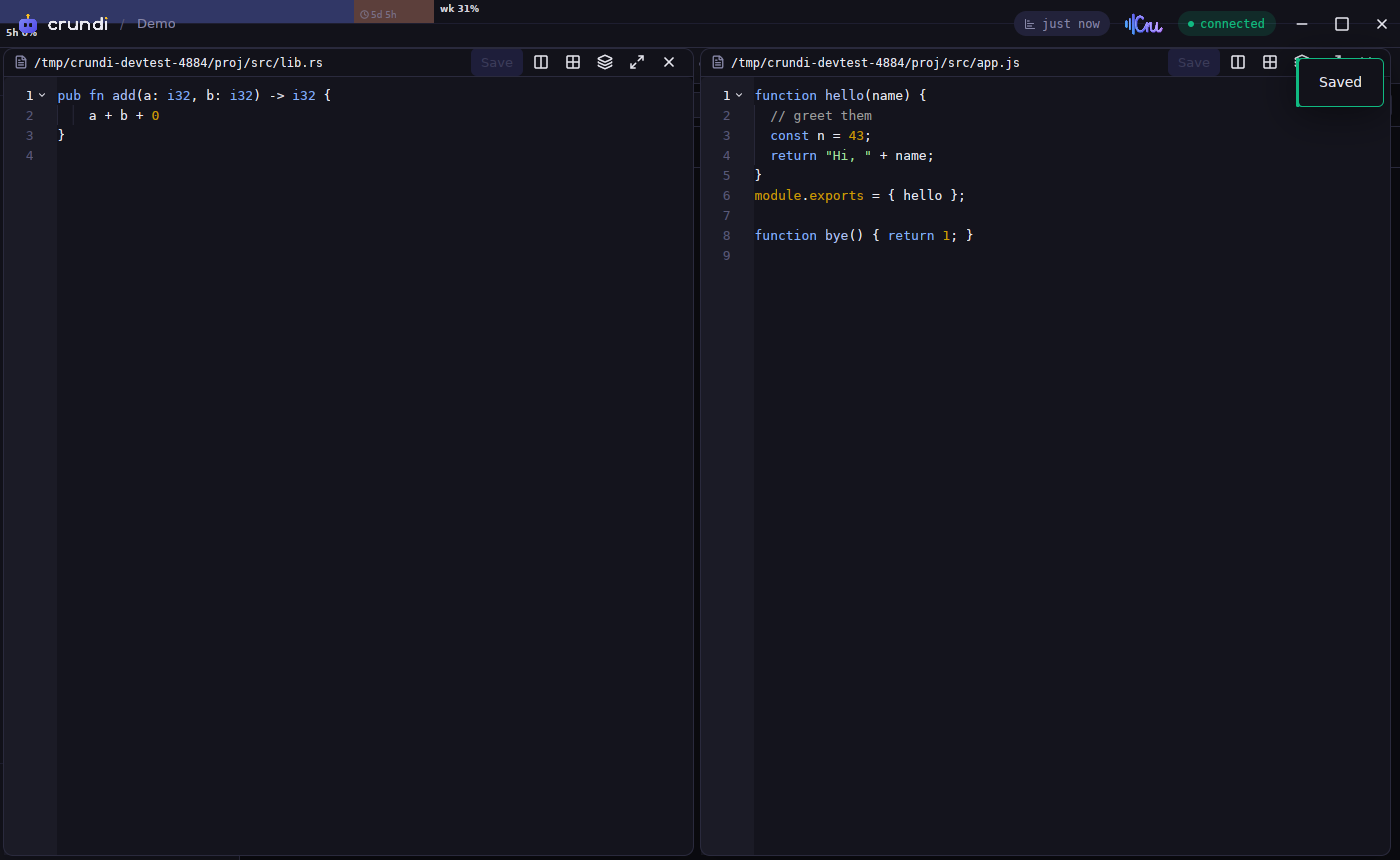 5d 5h
wk 31%
crundi / Demo
just now
Cru
connected
/tmp/crundi-devtest-4884/proj/src/lib.rs
Save
/tmp/crundi-devtest-4884/proj/src/app.js
Save
Saved
1 pub fn add(a: i32, b: i32) -> i32 {
2 a + b + 0
3 }
4
1 function hello(name) {
2 // greet them
3 const n = 43;
4 return "Hi, " + name;
5 }
6 module.exports = { hello };
7
8 function bye() { return 1; }
9